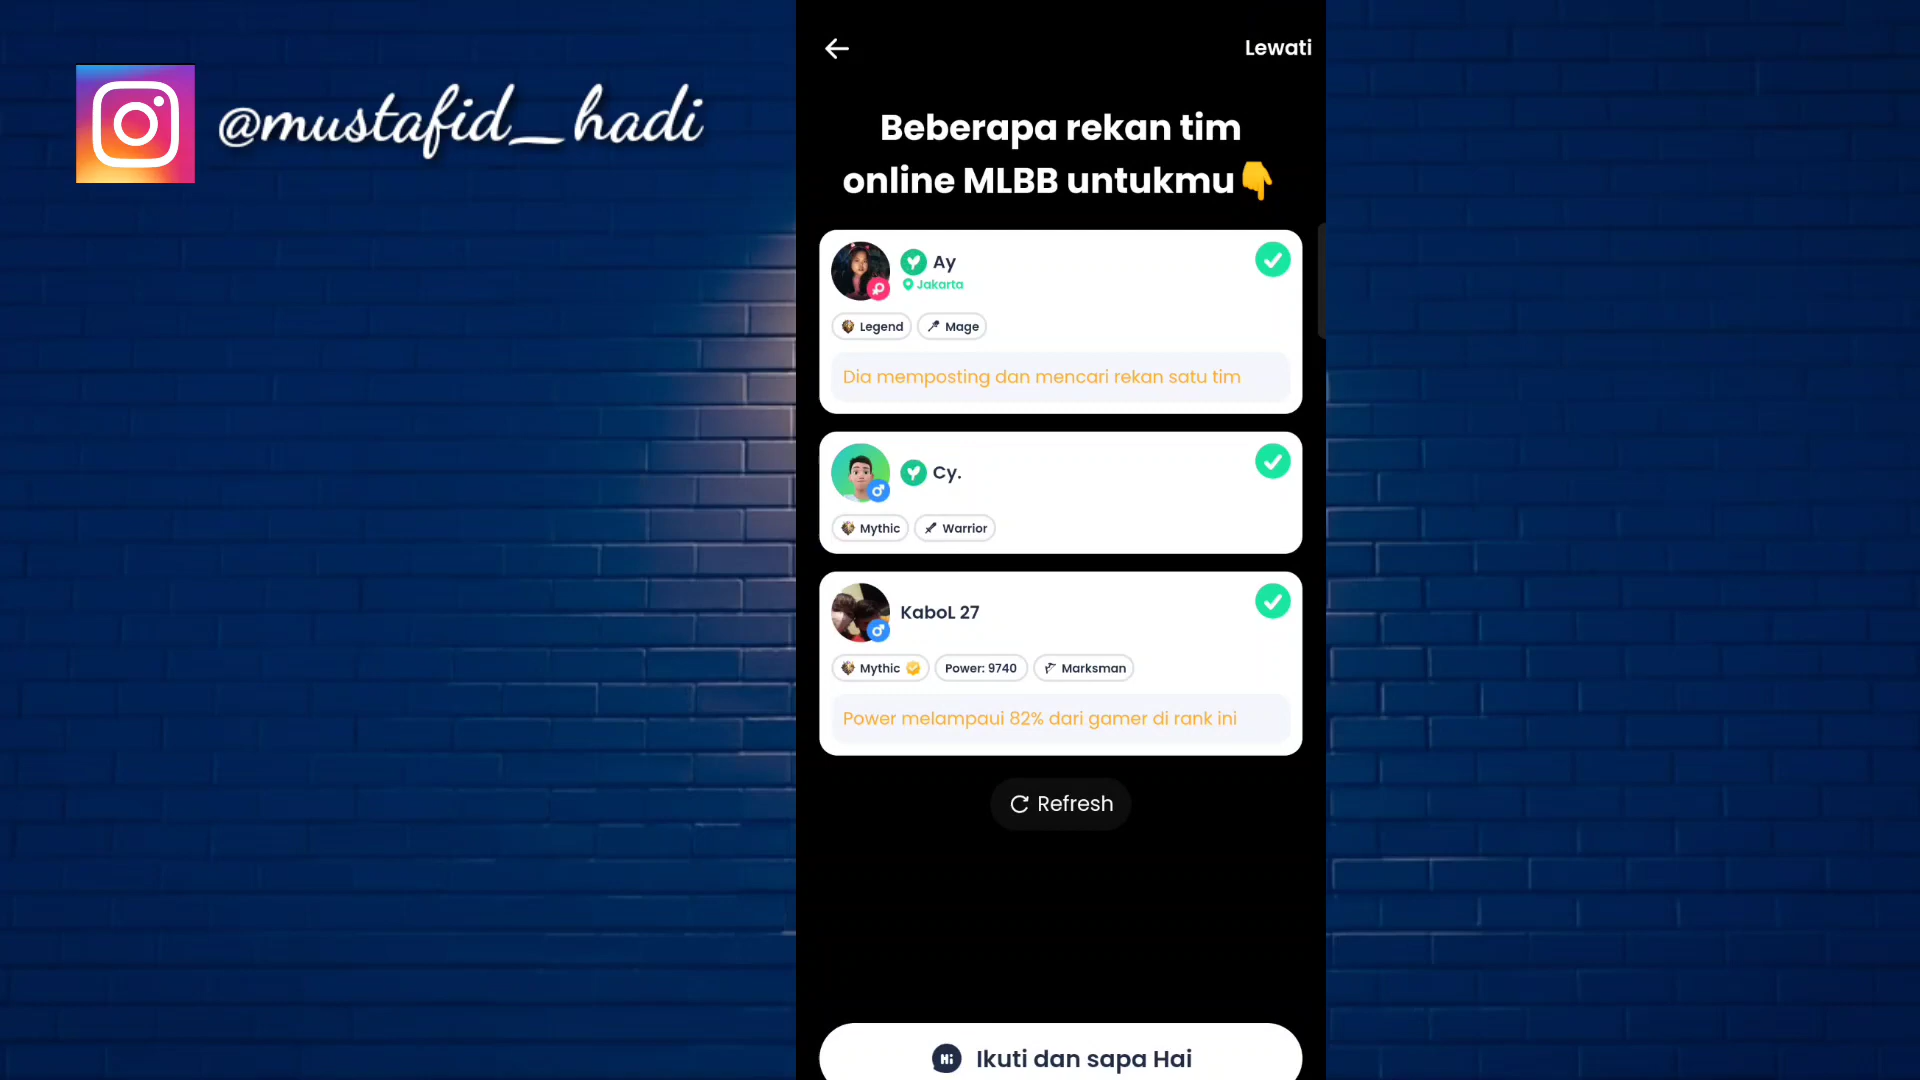 @mustafid_hadi
Lewati
Beberapa rekan tim
online MLBB untukmu👇
Ay
Jakarta
Legend
Mage
Dia memposting dan mencari rekan satu tim
Cy.
Mythic
Warrior
KaboL 27
Mythic
Power: 9740
Marksman
Power melampaui 82% dari gamer di rank ini
Refresh
Hi Ikuti dan sapa Hai